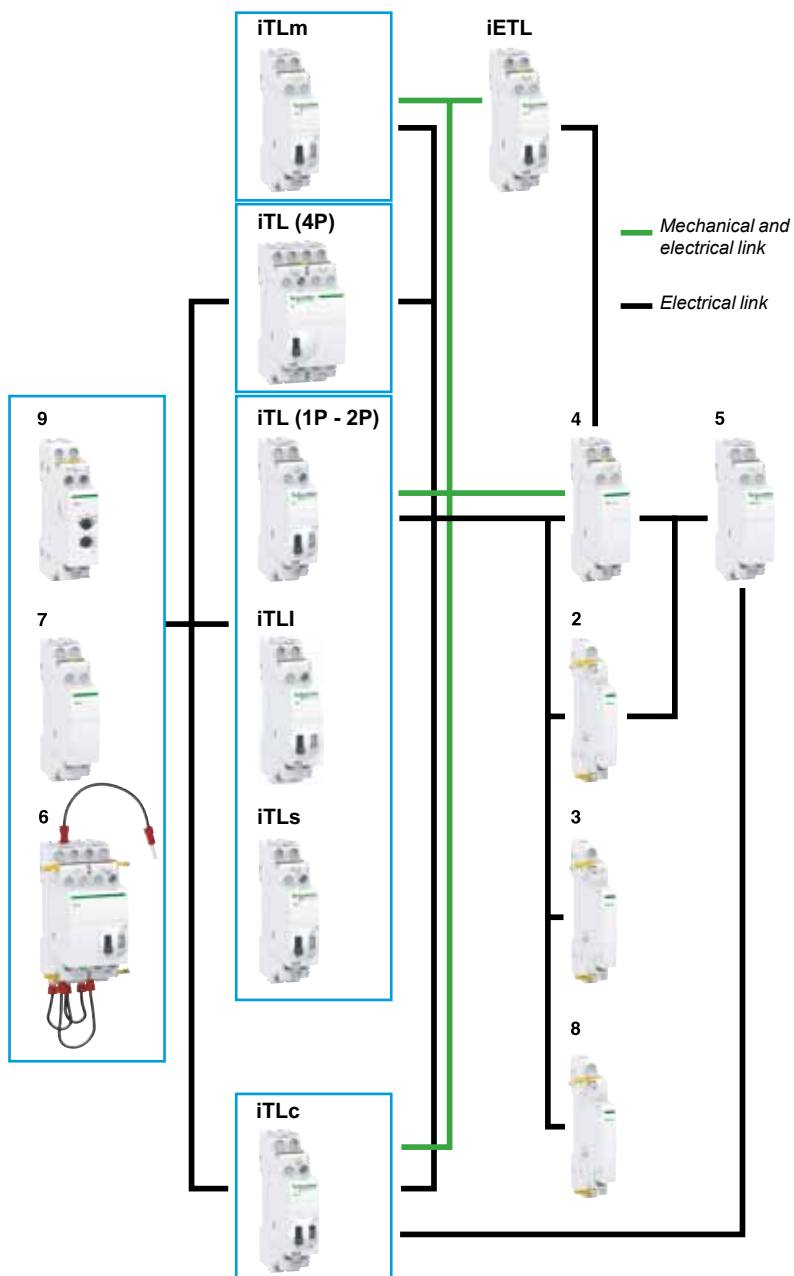 iTLm
iETL
iTL (4P)
Mechanical and
electrical link
Electrical link
9
iTL (1P - 2P)
4
5
7
iTLl
2
6
iTLs
3
8
iTLc